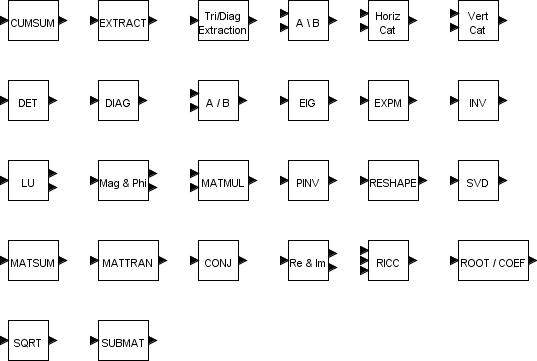 CUMSUM
EXTRACT
Tri/Diag
Extraction
A \ B
Horiz
Cat
Vert
Cat
DET
DIAG
A / B
EIG
EXPM
INV
LU
Mag & Phi
MATMUL
PINV
RESHAPE
SVD
MATSUM
MATTRAN
CONJ
Re & Im
RICC
ROOT / COEF
SQRT
SUBMAT